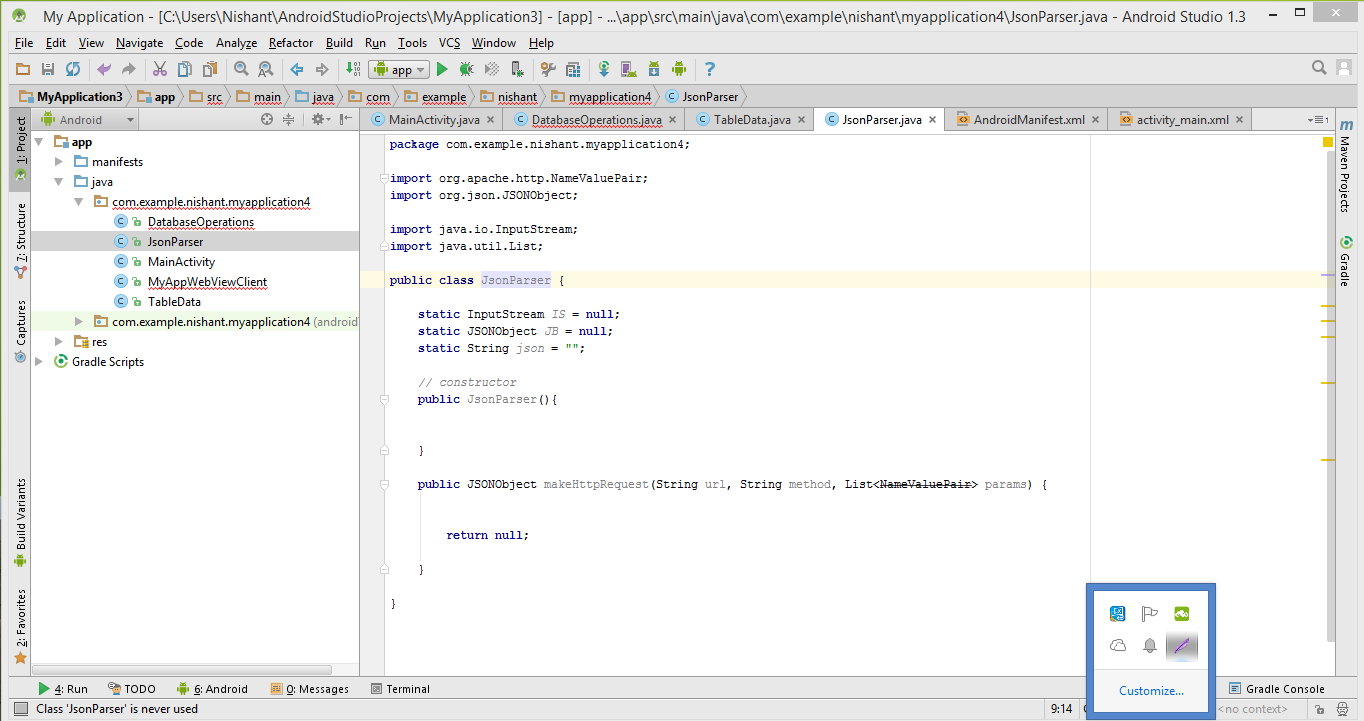 My Application - [C:\Users\Nishant\AndroidStudioProjects\MyApplication3] - [app] - ...\app\src\main\java\com\example\nishant\myapplication4\JsonParser.java - Android Studio 1.3
File Edit View Navigate Code Analyze Refactor Build Run Tools VCS Window Help
app
MyApplication3 app src main java com example nishant myapplication4 JsonParser
1: Project
7: Structure
Captures
Build Variants
2: Favorites
Android
app
manifests
java
com.example.nishant.myapplication4
DatabaseOperations
JsonParser
MainActivity
MyAppWebViewClient
TableData
com.example.nishant.myapplication4 (android
res
Gradle Scripts
MainActivity.java DatabaseOperations.java TableData.java JsonParser.java AndroidManifest.xml activity_main.xml
package com.example.nishant.myapplication4;
import org.apache.http.NameValuePair;
import org.json.JSONObject;
import java.io.InputStream;
import java.util.List;
public class JsonParser {
static InputStream IS = null;
static JSONObject JB = null;
static String json = "";
// constructor
public JsonParser(){
}
public JSONObject makeHttpRequest(String url, String method, List<NameValuePair> params) {
return null;
}
}
Maven Projects
Gradle
Customize...
4: Run TODO 6: Android 0: Messages Terminal Gradle Console
Class 'JsonParser' is never used 9:14 <no context>